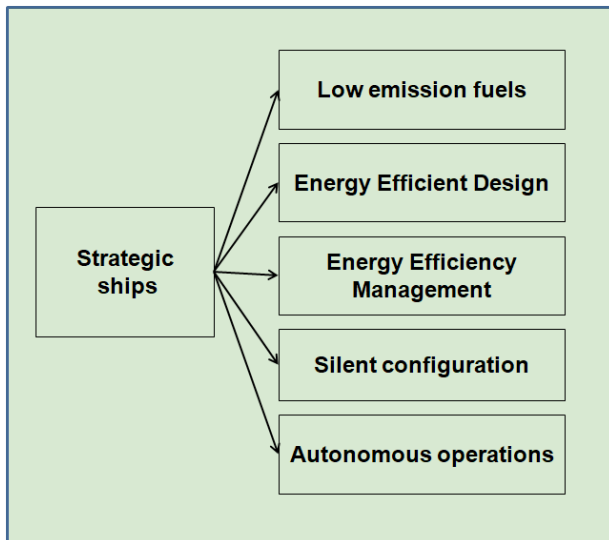 Low emission fuels
Energy Efficient Design
Strategic
ships
Energy Efficiency
Management
Silent configuration
Autonomous operations